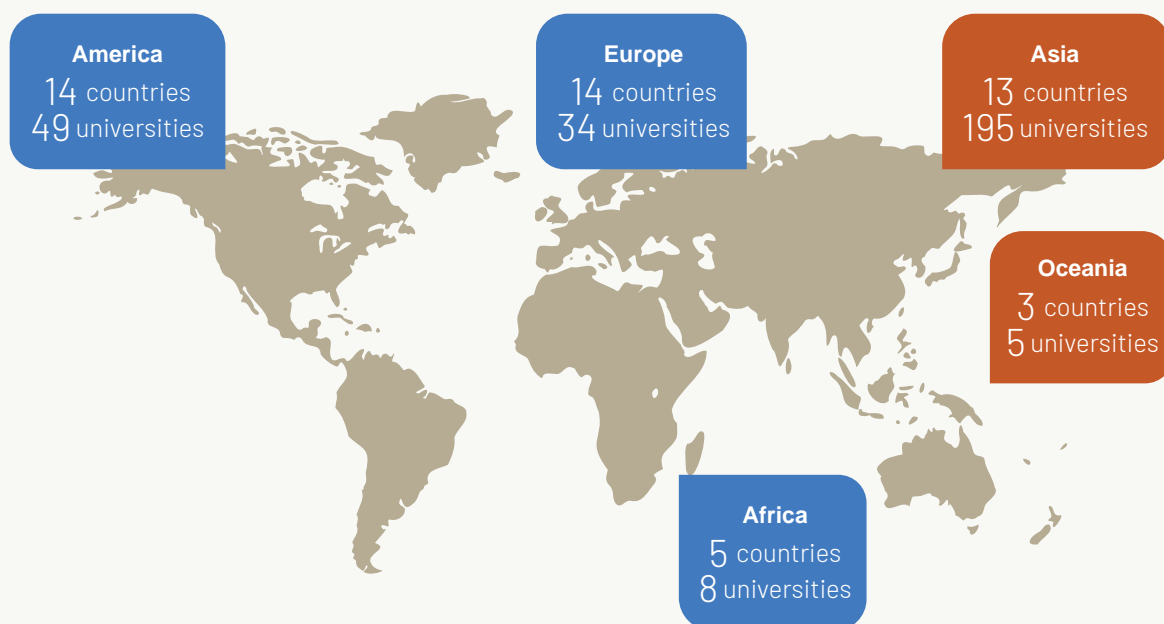 America
14 countries
49 universities
Europe
14 countries
34 universities
Asia
13 countries
195 universities
Oceania
3 countries
5 universities
Africa
5 countries
8 universities